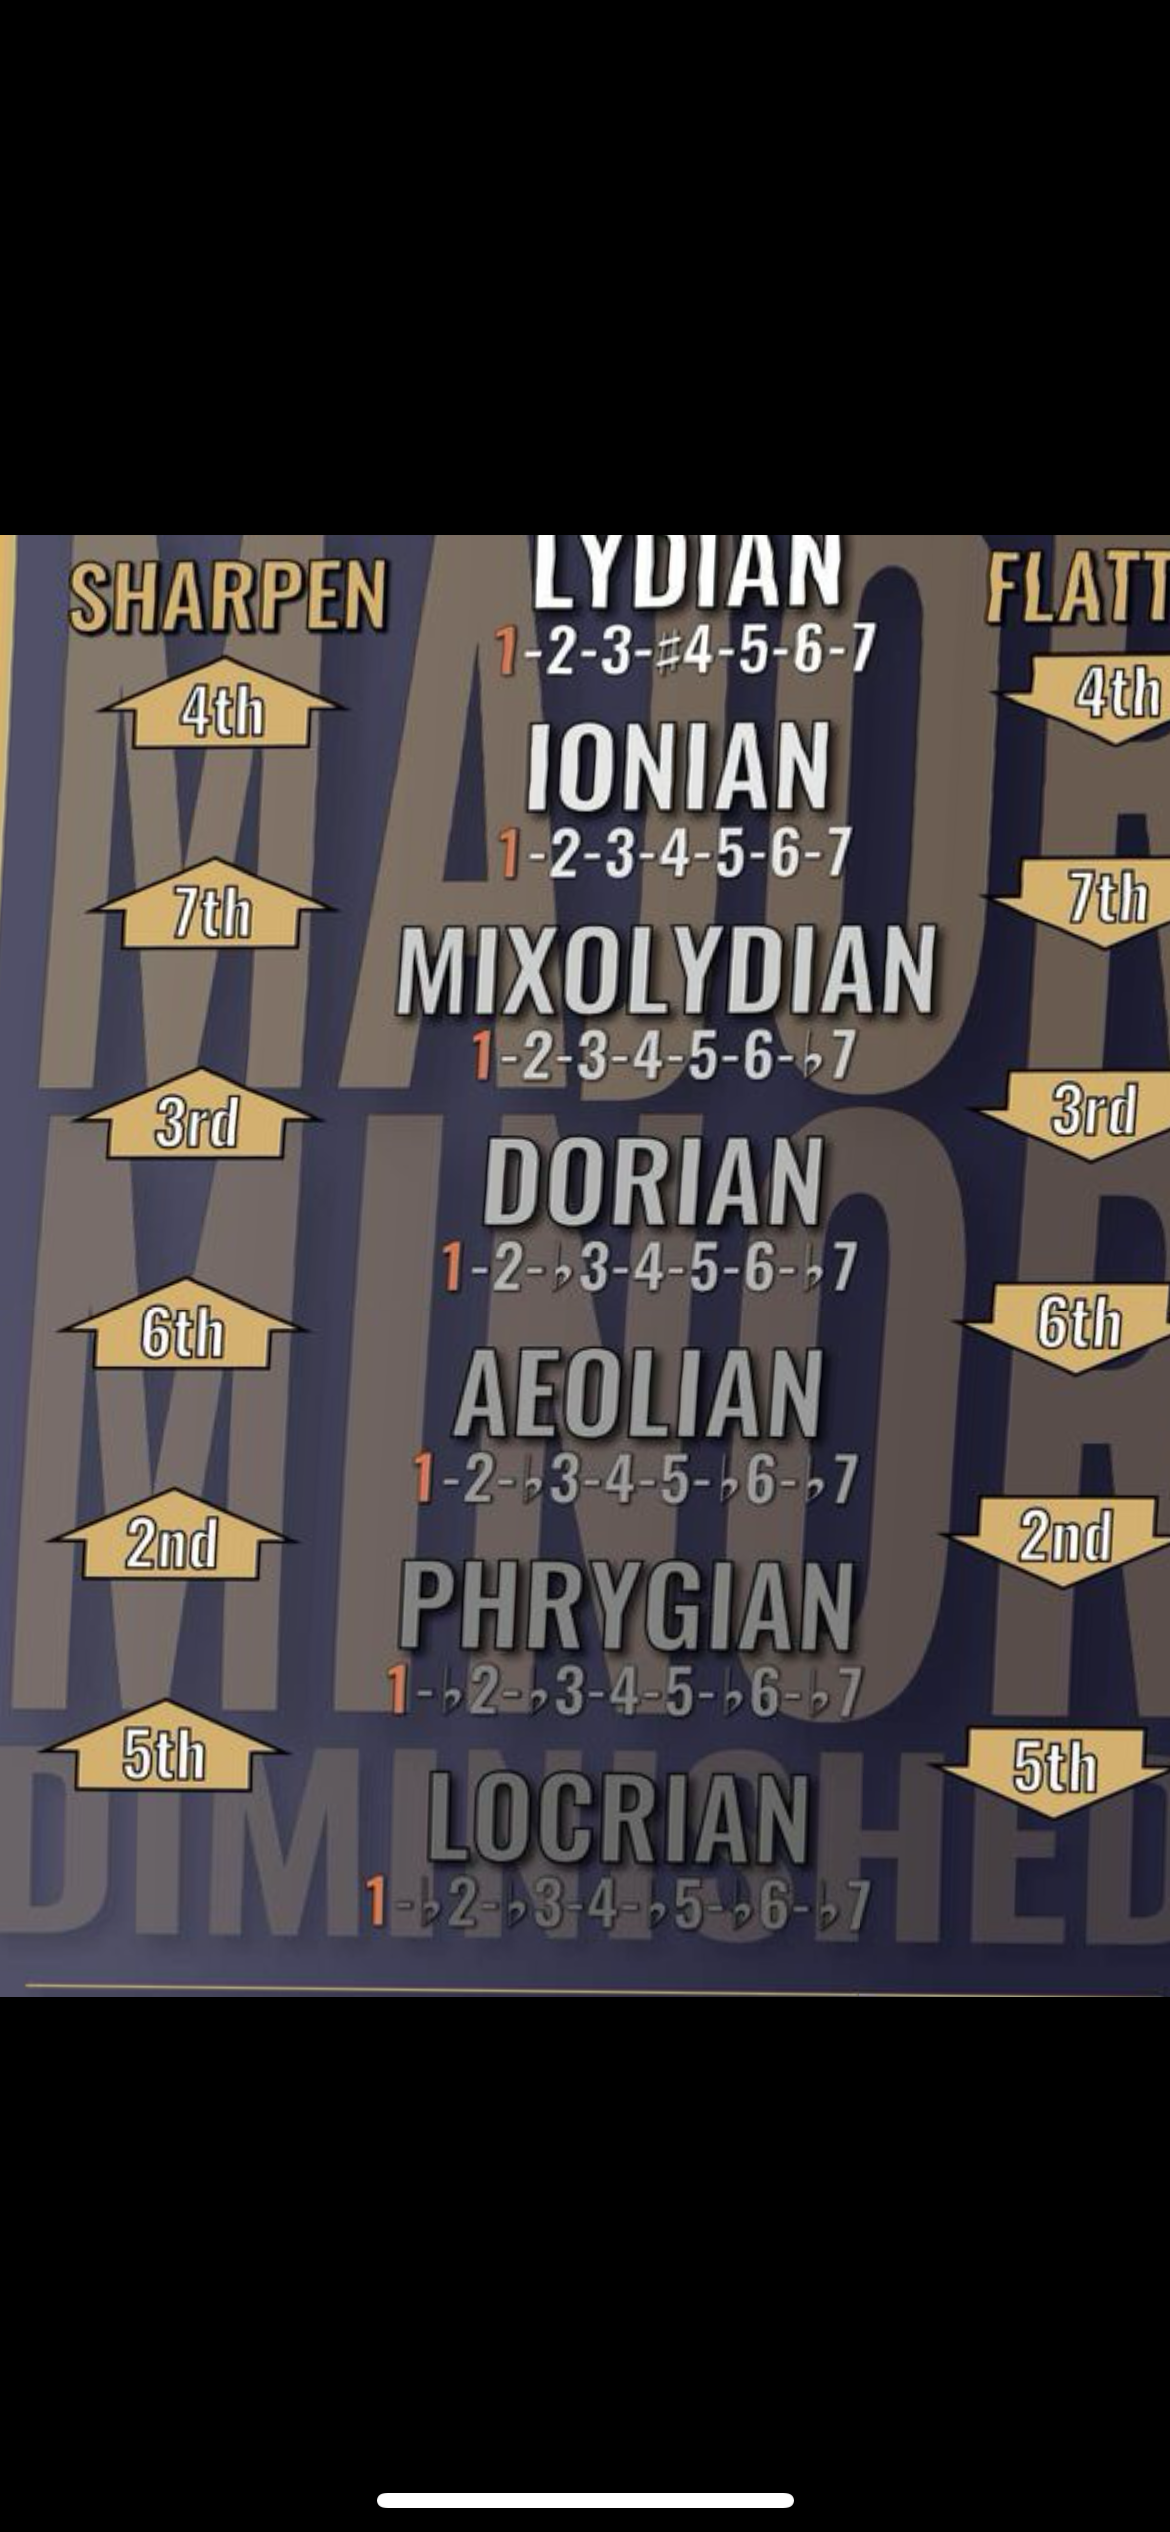 MAJOR
MINOR
DIMINISHED
SHARPEN
LYDIAN
FLATT
1-2-3-♯4-5-6-7
4th
4th
IONIAN
1-2-3-4-5-6-7
7th
7th
MIXOLYDIAN
1-2-3-4-5-6-♭7
3rd
3rd
DORIAN
1-2-♭3-4-5-6-♭7
6th
6th
AEOLIAN
1-2-♭3-4-5-♭6-♭7
2nd
2nd
PHRYGIAN
1-♭2-♭3-4-5-♭6-♭7
5th
5th
LOCRIAN
1-♭2-♭3-4-♭5-♭6-♭7